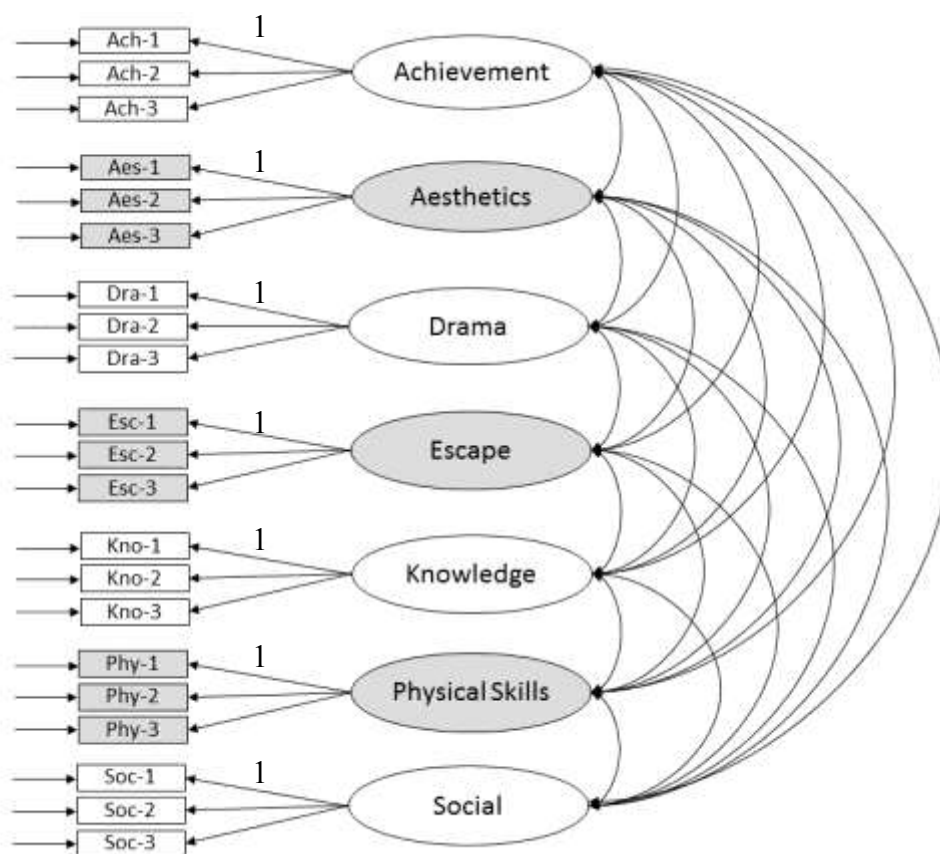 1
Ach-1
Ach-2
Ach-3
Achievement
1
Aes-1
Aes-2
Aes-3
Aesthetics
1
Dra-1
Dra-2
Dra-3
Drama
1
Esc-1
Esc-2
Esc-3
Escape
1
Kno-1
Kno-2
Kno-3
Knowledge
1
Phy-1
Phy-2
Phy-3
Physical Skills
1
Soc-1
Soc-2
Soc-3
Social